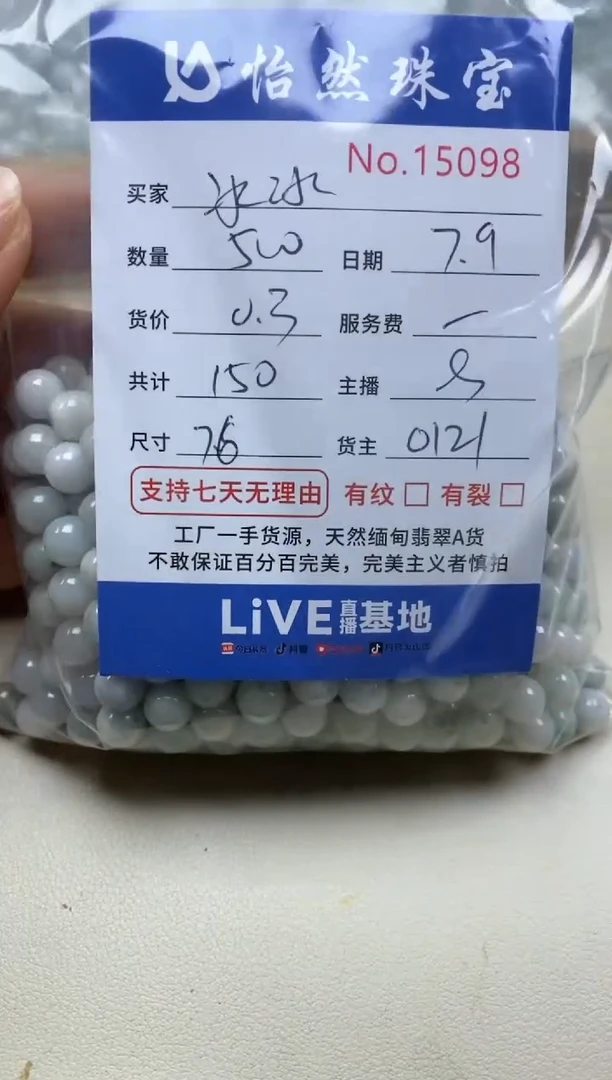 怡然珠宝
No.15098
买家 冰冰
数量 500 日期 7.9
货价 0.3 服务费 一
共计 150 主播
尺寸 76 货主 0121
支持七天无理由 有纹 □ 有裂 □
工厂一手货源，天然缅甸翡翠A货
不敢保证百分百完美，完美主义者慎拍
LiVE直播基地